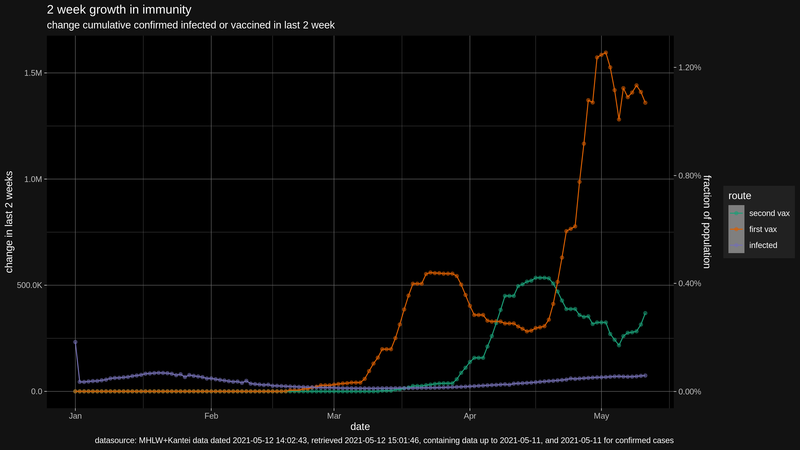 2 week growth in immunity
change cumulative confirmed infected or vaccined in last 2 week
1.5M
1.0M
500.0K
0.0
change in last 2 weeks
1.20%
0.80%
0.40%
0.00%
fraction of population
route
second vax
first vax
infected
Jan Feb Mar Apr May
date
datasource: MHLW+Kantei data dated 2021-05-12 14:02:43, retrieved 2021-05-12 15:01:46, containing data up to 2021-05-11, and 2021-05-11 for confirmed cases